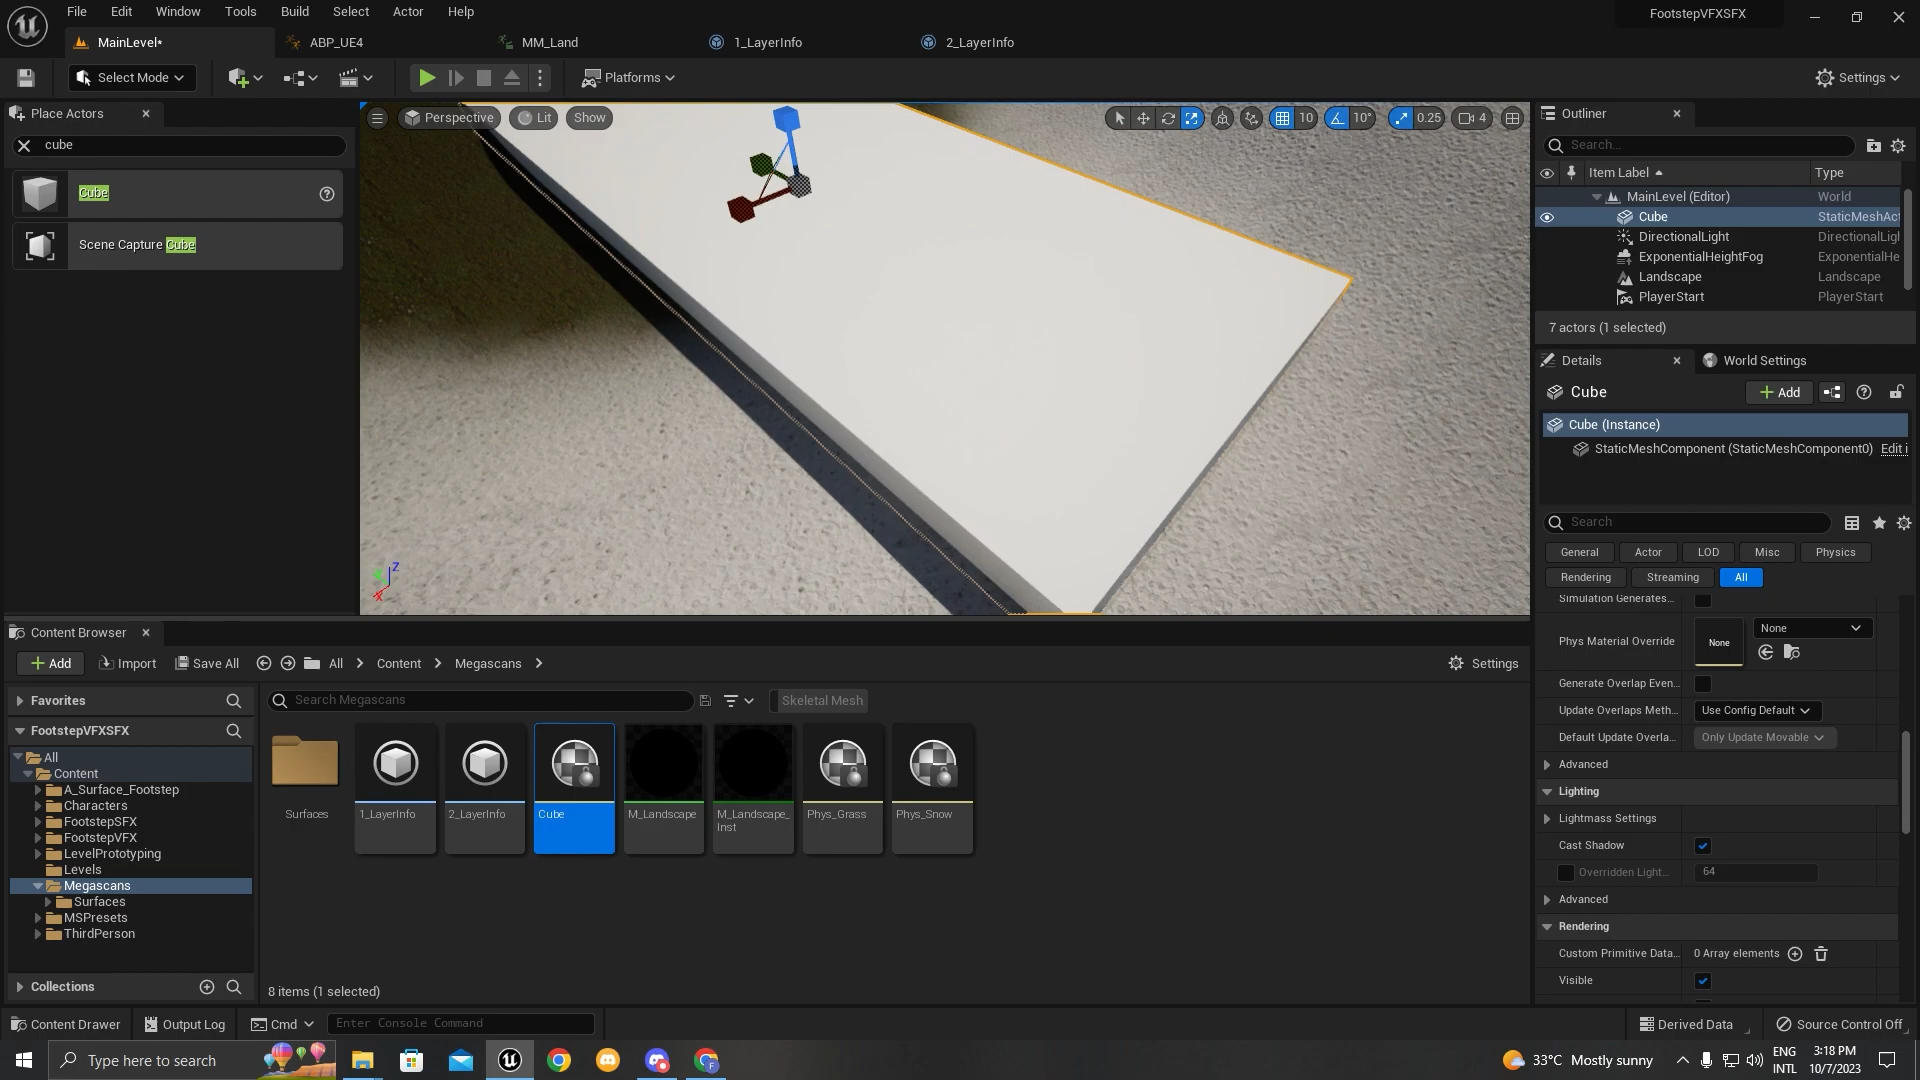 File Edit Window Tools Build Select Actor Help
FootstepVFXSFX
MainLevel* ABP_UE4 MM_Land 1_LayerInfo 2_LayerInfo
Select Mode Platforms Settings
Place Actors
cube
Cube
Scene Capture Cube
Perspective Lit Show 10 10° 0.25 4
Z
X
Outliner
Search...
Item Label Type
MainLevel (Editor) World
Cube StaticMeshAct
DirectionalLight DirectionalLigh
ExponentialHeightFog ExponentialHe
Landscape Landscape
PlayerStart PlayerStart
7 actors (1 selected)
Details World Settings
Cube Add
Cube (Instance)
StaticMeshComponent (StaticMeshComponent0) Edit i
Search
General Actor LOD Misc Physics
Rendering Streaming All
Simulation Generates...
Phys Material Override None None
Generate Overlap Even...
Update Overlaps Meth... Use Config Default
Default Update Overla... Only Update Movable
Advanced
Lighting
Lightmass Settings
Cast Shadow
Overridden Light... 64
Advanced
Rendering
Custom Primitive Data... 0 Array elements
Visible
Content Browser
Add Import Save All All Content Megascans Settings
Favorites
FootstepVFXSFX
All
Content
A_Surface_Footstep
Characters
FootstepSFX
FootstepVFX
LevelPrototyping
Levels
Megascans
Surfaces
MSPresets
ThirdPerson
Collections
Search Megascans Skeletal Mesh
Surfaces 1_LayerInfo 2_LayerInfo Cube M_Landscape M_Landscape_ Phys_Grass Phys_Snow
Inst
8 items (1 selected)
Content Drawer Output Log Cmd Enter Console Command Derived Data Source Control Off
Type here to search 33°C Mostly sunny ENG INTL 3:18 PM 10/7/2023